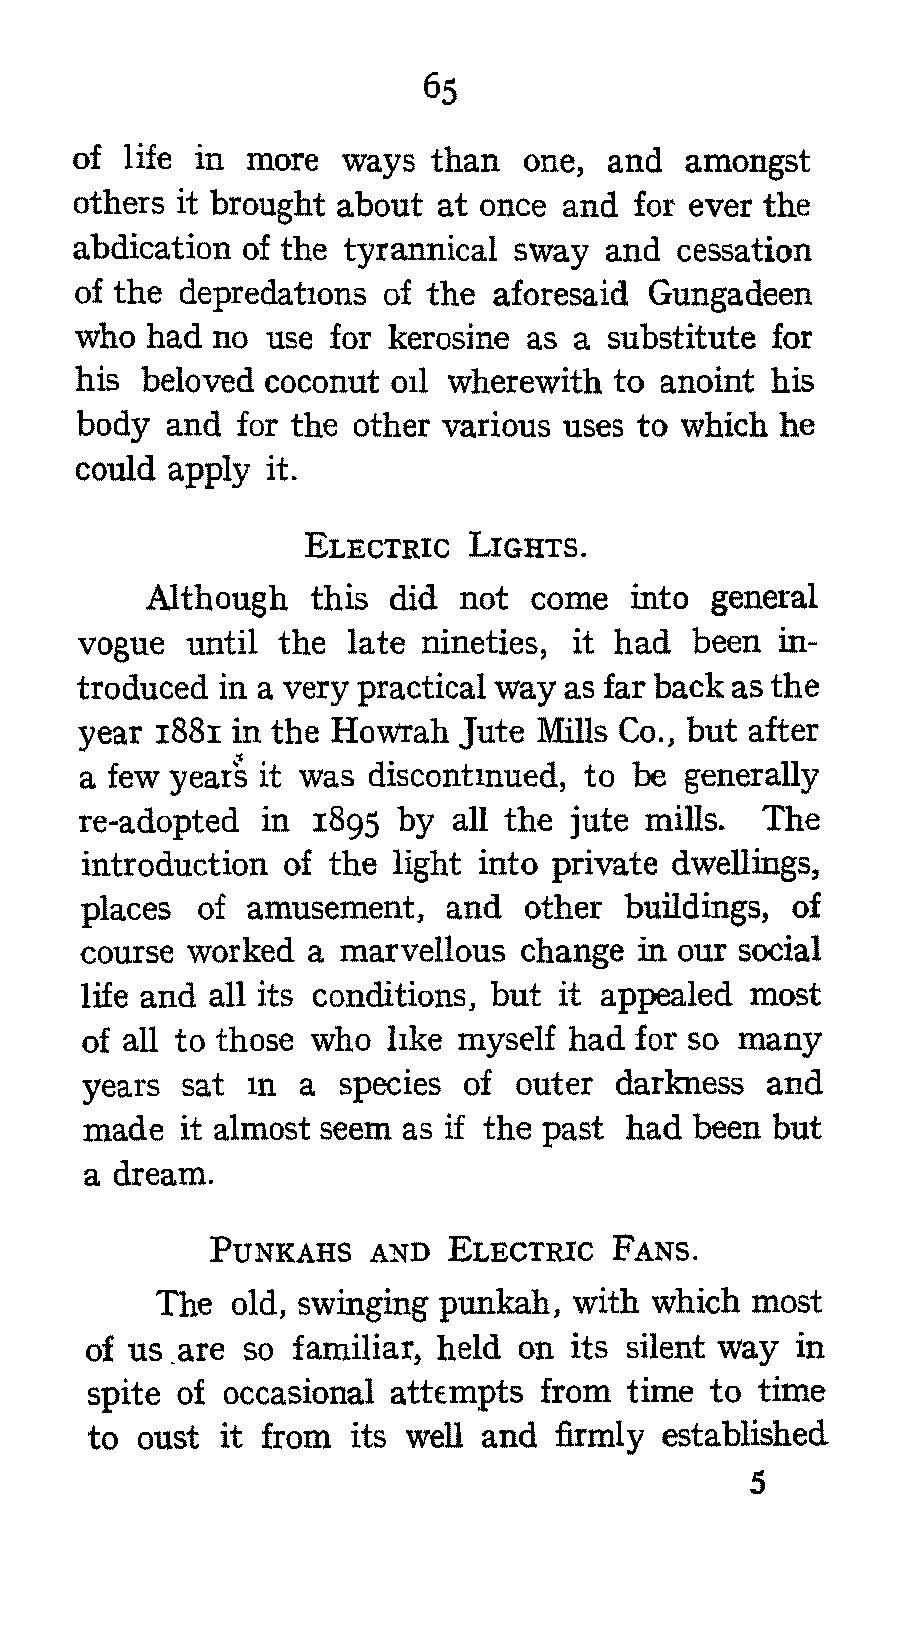 65
of life in more ways than one, and amongst
others it brought about at once and for ever the
abdication of the tyrannical sway and cessation
of the depredations of the aforesaid Gungadeen
who had no use for kerosine as a substitute for
his beloved coconut oil wherewith to anoint his
body and for the other various uses to which he
could apply it.
ELECTRIC LIGHTS.
Although this did not come into general
vogue until the late nineties, it had been in-
troduced in a very practical way as far back as the
year 1881 in the Howrah Jute Mills Co., but after
a few years it was discontinued, to be generally
re-adopted in 1895 by all the jute mills. The
introduction of the light into private dwellings,
places of amusement, and other buildings, of
course worked a marvellous change in our social
life and all its conditions, but it appealed most
of all to those who like myself had for so many
years sat in a species of outer darkness and
made it almost seem as if the past had been but
a dream.
PUNKAHS AND ELECTRIC FANS.
The old, swinging punkah, with which most
of us are so familiar, held on its silent way in
spite of occasional attempts from time to time
to oust it from its well and firmly established
5